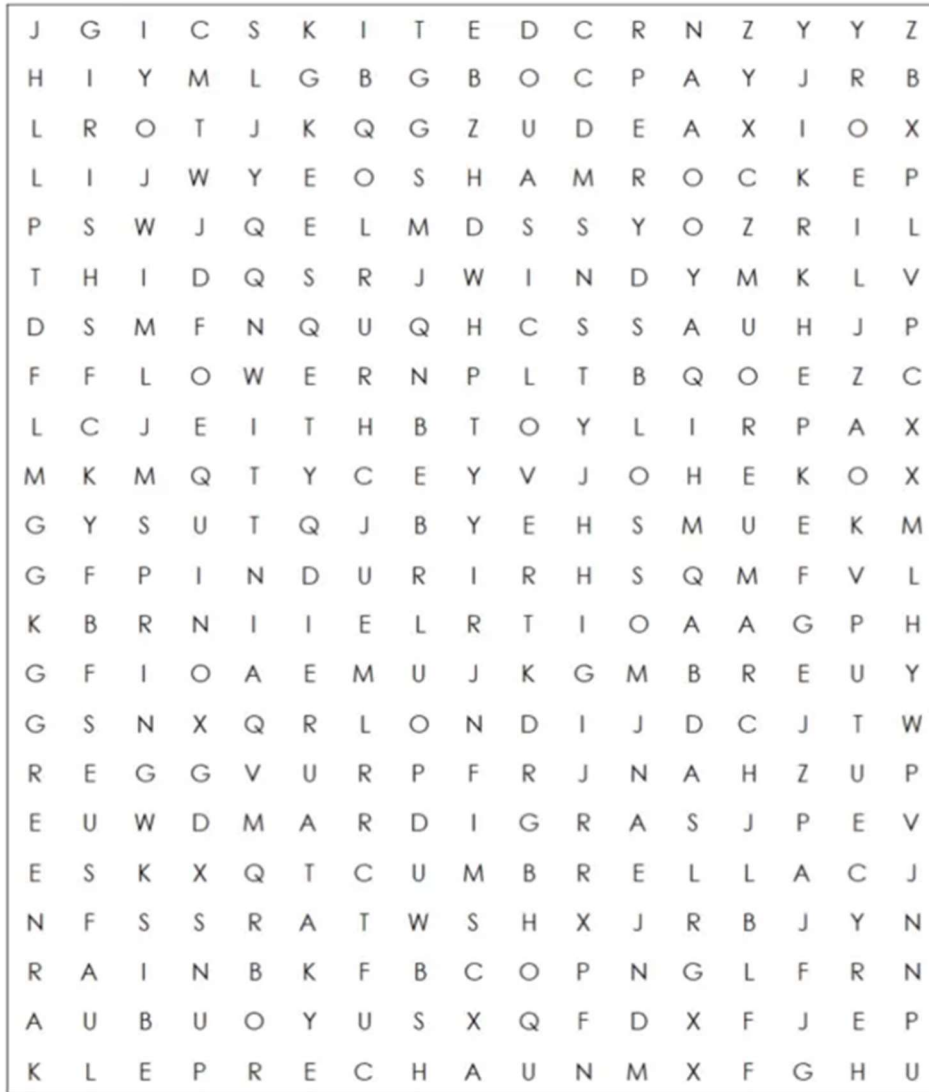 J G I C S K I T E D C R N Z Y Y Z
H I Y M L G B G B O C P A Y J R B
L R O T J K Q G Z U D E A X I O X
L I J W Y E O S H A M R O C K E P
P S W J Q E L M D S S Y O Z R I L
T H I D Q S R J W I N D Y M K L V
D S M F N Q U Q H C S S A U H J P
F F L O W E R N P L T B Q O E Z C
L C J E I T H B T O Y L I R P A X
M K M Q T Y C E Y V J O H E K O X
G Y S U T Q J B Y E H S M U E K M
G F P I N D U R I R H S Q M F V L
K B R N I I E L R T I O A A G P H
G F I O A E M U J K G M B R E U Y
G S N X Q R L O N D I J D C J T W
R E G G V U R P F R J N A H Z U P
E U W D M A R D I G R A S J P E V
E S K X Q T C U M B R E L L A C J
N F S S R A T W S H X J R B J Y N
R A I N B K F B C O P N G L F R N
A U B U O Y U S X Q F D X F J E P
K L E P R E C H A U N M X F G H U